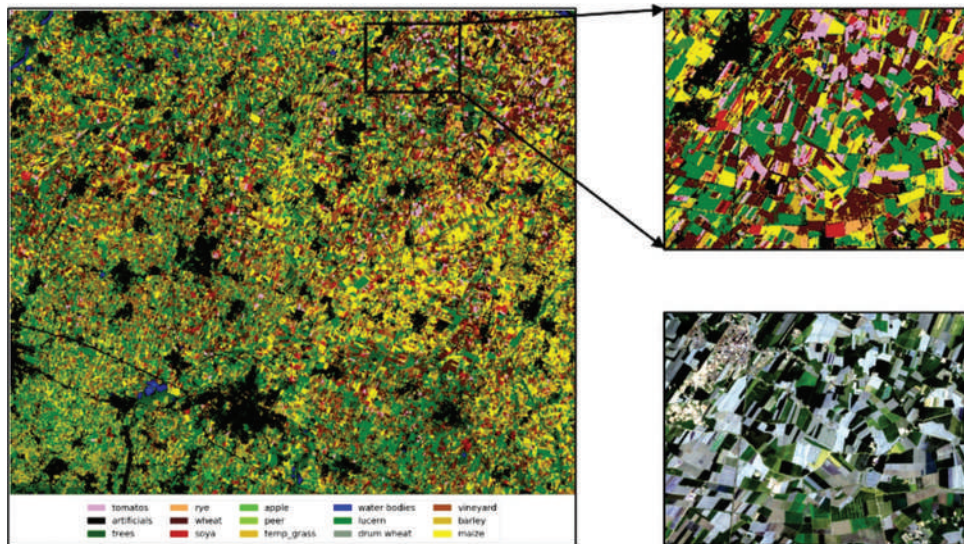 tomatos rye apple water bodies vineyard
artificials wheat peer lucern barley
trees soya temp_grass drum wheat maize